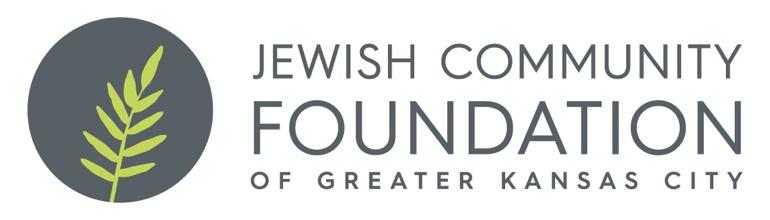 JEWISH COMMUNITY
FOUNDATION
OF GREATER KANSAS CITY